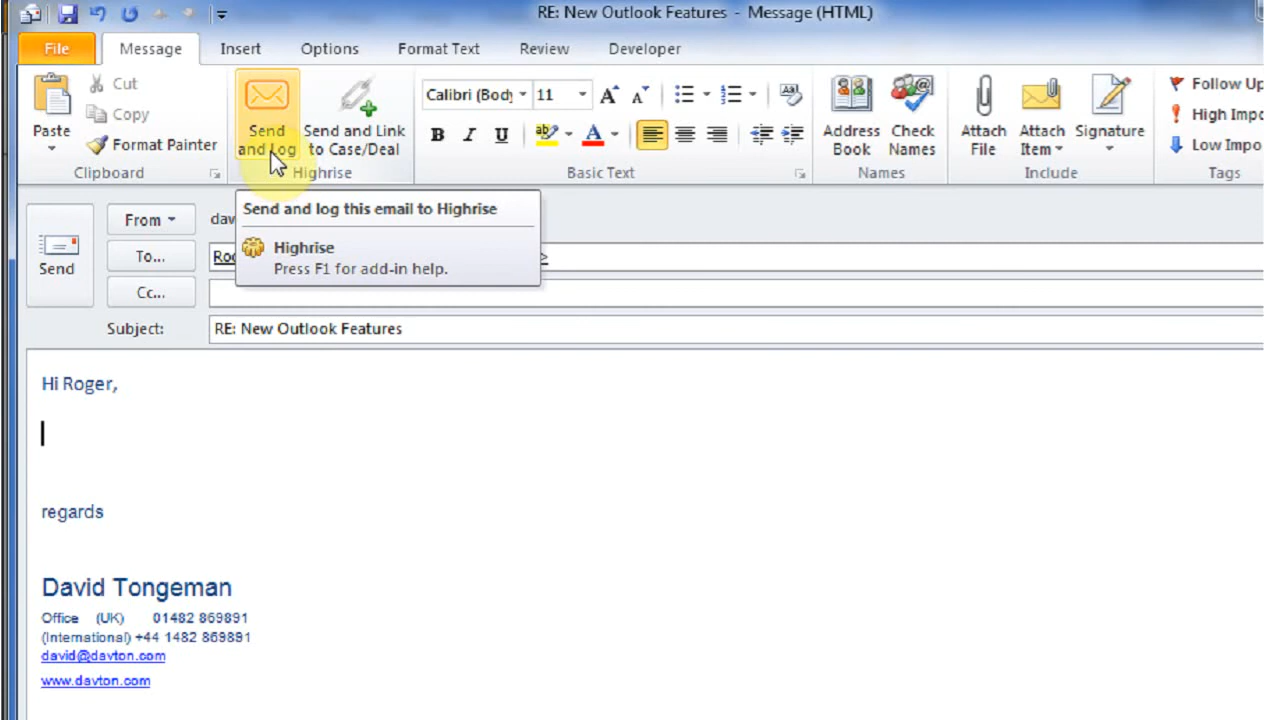 RE: New Outlook Features - Message (HTML)
File Message Insert Options Format Text Review Developer
Paste
Cut
Copy
Format Painter
Clipboard
Send and Log
Send and Link to Case/Deal
Highrise
Calibri (Body 11
B I U
Basic Text
Address Book
Check Names
Names
Attach File
Attach Item
Signature
Include
Follow Up
High Impo
Low Impo
Tags
Send and log this email to Highrise
Highrise
Press F1 for add-in help.
Send
From dav
To...
Cc...
Subject: RE: New Outlook Features
Hi Roger,
regards
David Tongeman
Office (UK) 01482 869891
(International) +44 1482 869891
david@davton.com
www.davton.com